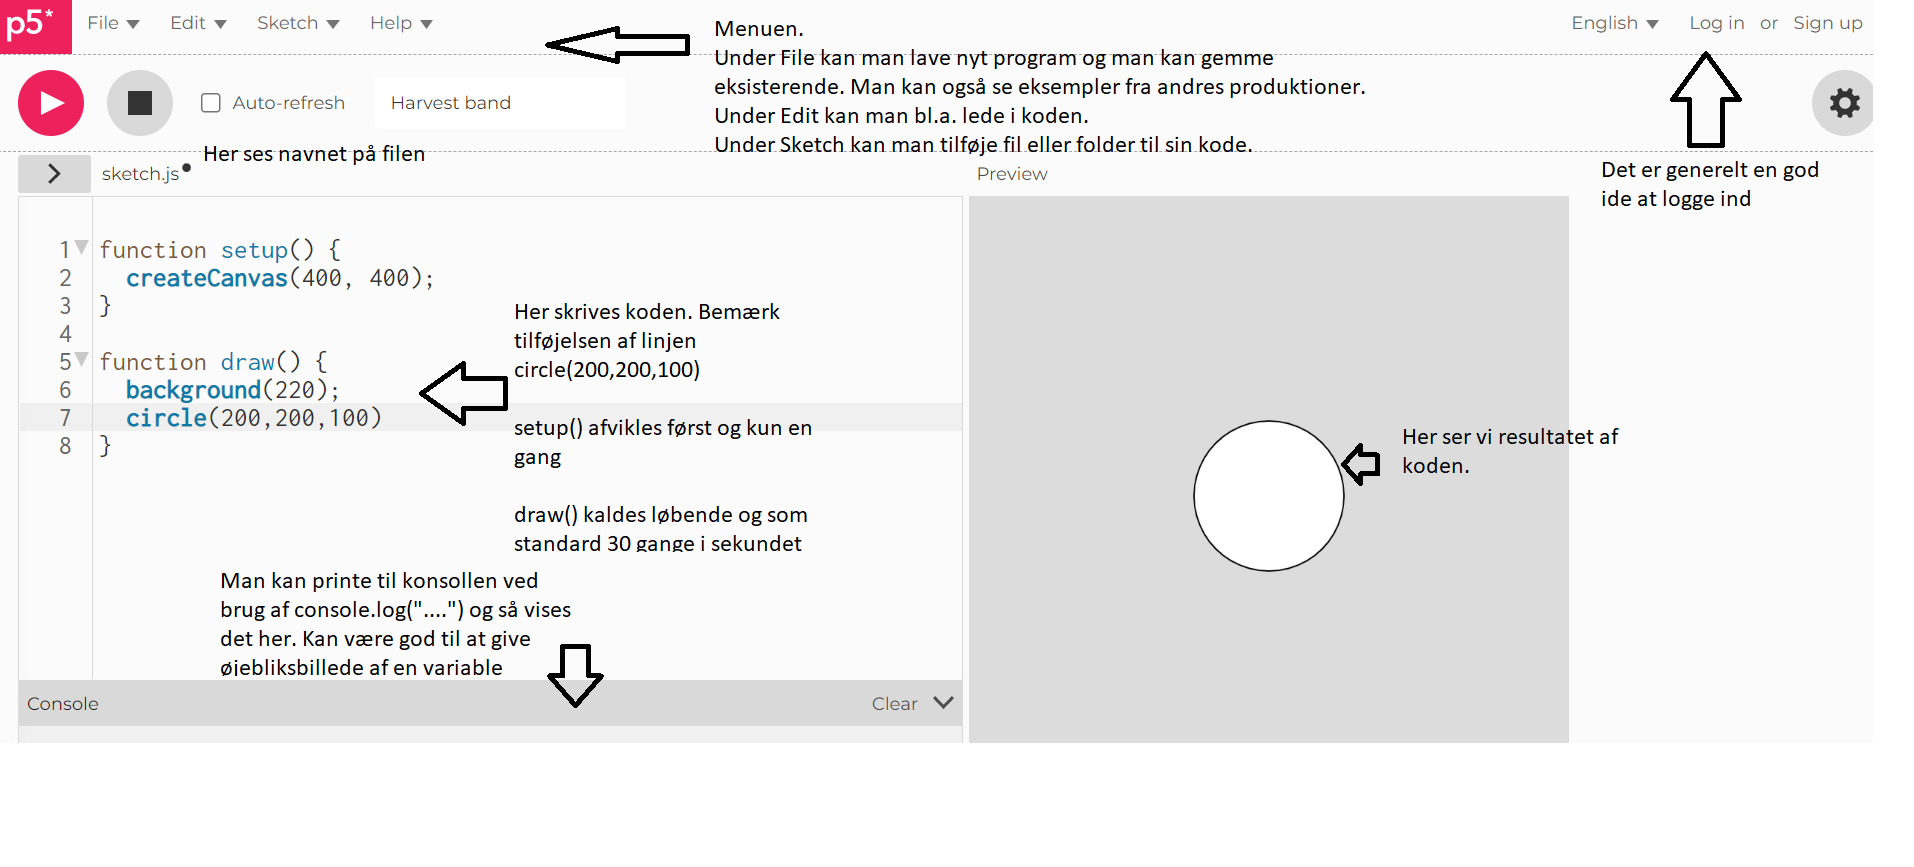 p5*
File Edit Sketch Help
English Log in or Sign up
Menuen.
Under File kan man lave nyt program og man kan gemme
eksisterende. Man kan også se eksempler fra andres produktioner.
Under Edit kan man bl.a. lede i koden.
Under Sketch kan man tilføje fil eller folder til sin kode.
Auto-refresh
Harvest band
Her ses navnet på filen
sketch.js
Preview
Det er generelt en god
ide at logge ind
1 function setup() {
2 createCanvas(400, 400);
3 }
4
5 function draw() {
6 background(220);
7 circle(200,200,100)
8 }
Her skrives koden. Bemærk
tilføjelsen af linjen
circle(200,200,100)
setup() afvikles først og kun en
gang
draw() kaldes løbende og som
standard 30 gange i sekundet
Her ser vi resultatet af
koden.
Man kan printe til konsollen ved
brug af console.log("....") og så vises
det her. Kan være god til at give
øjebliksbillede af en variable
Console
Clear